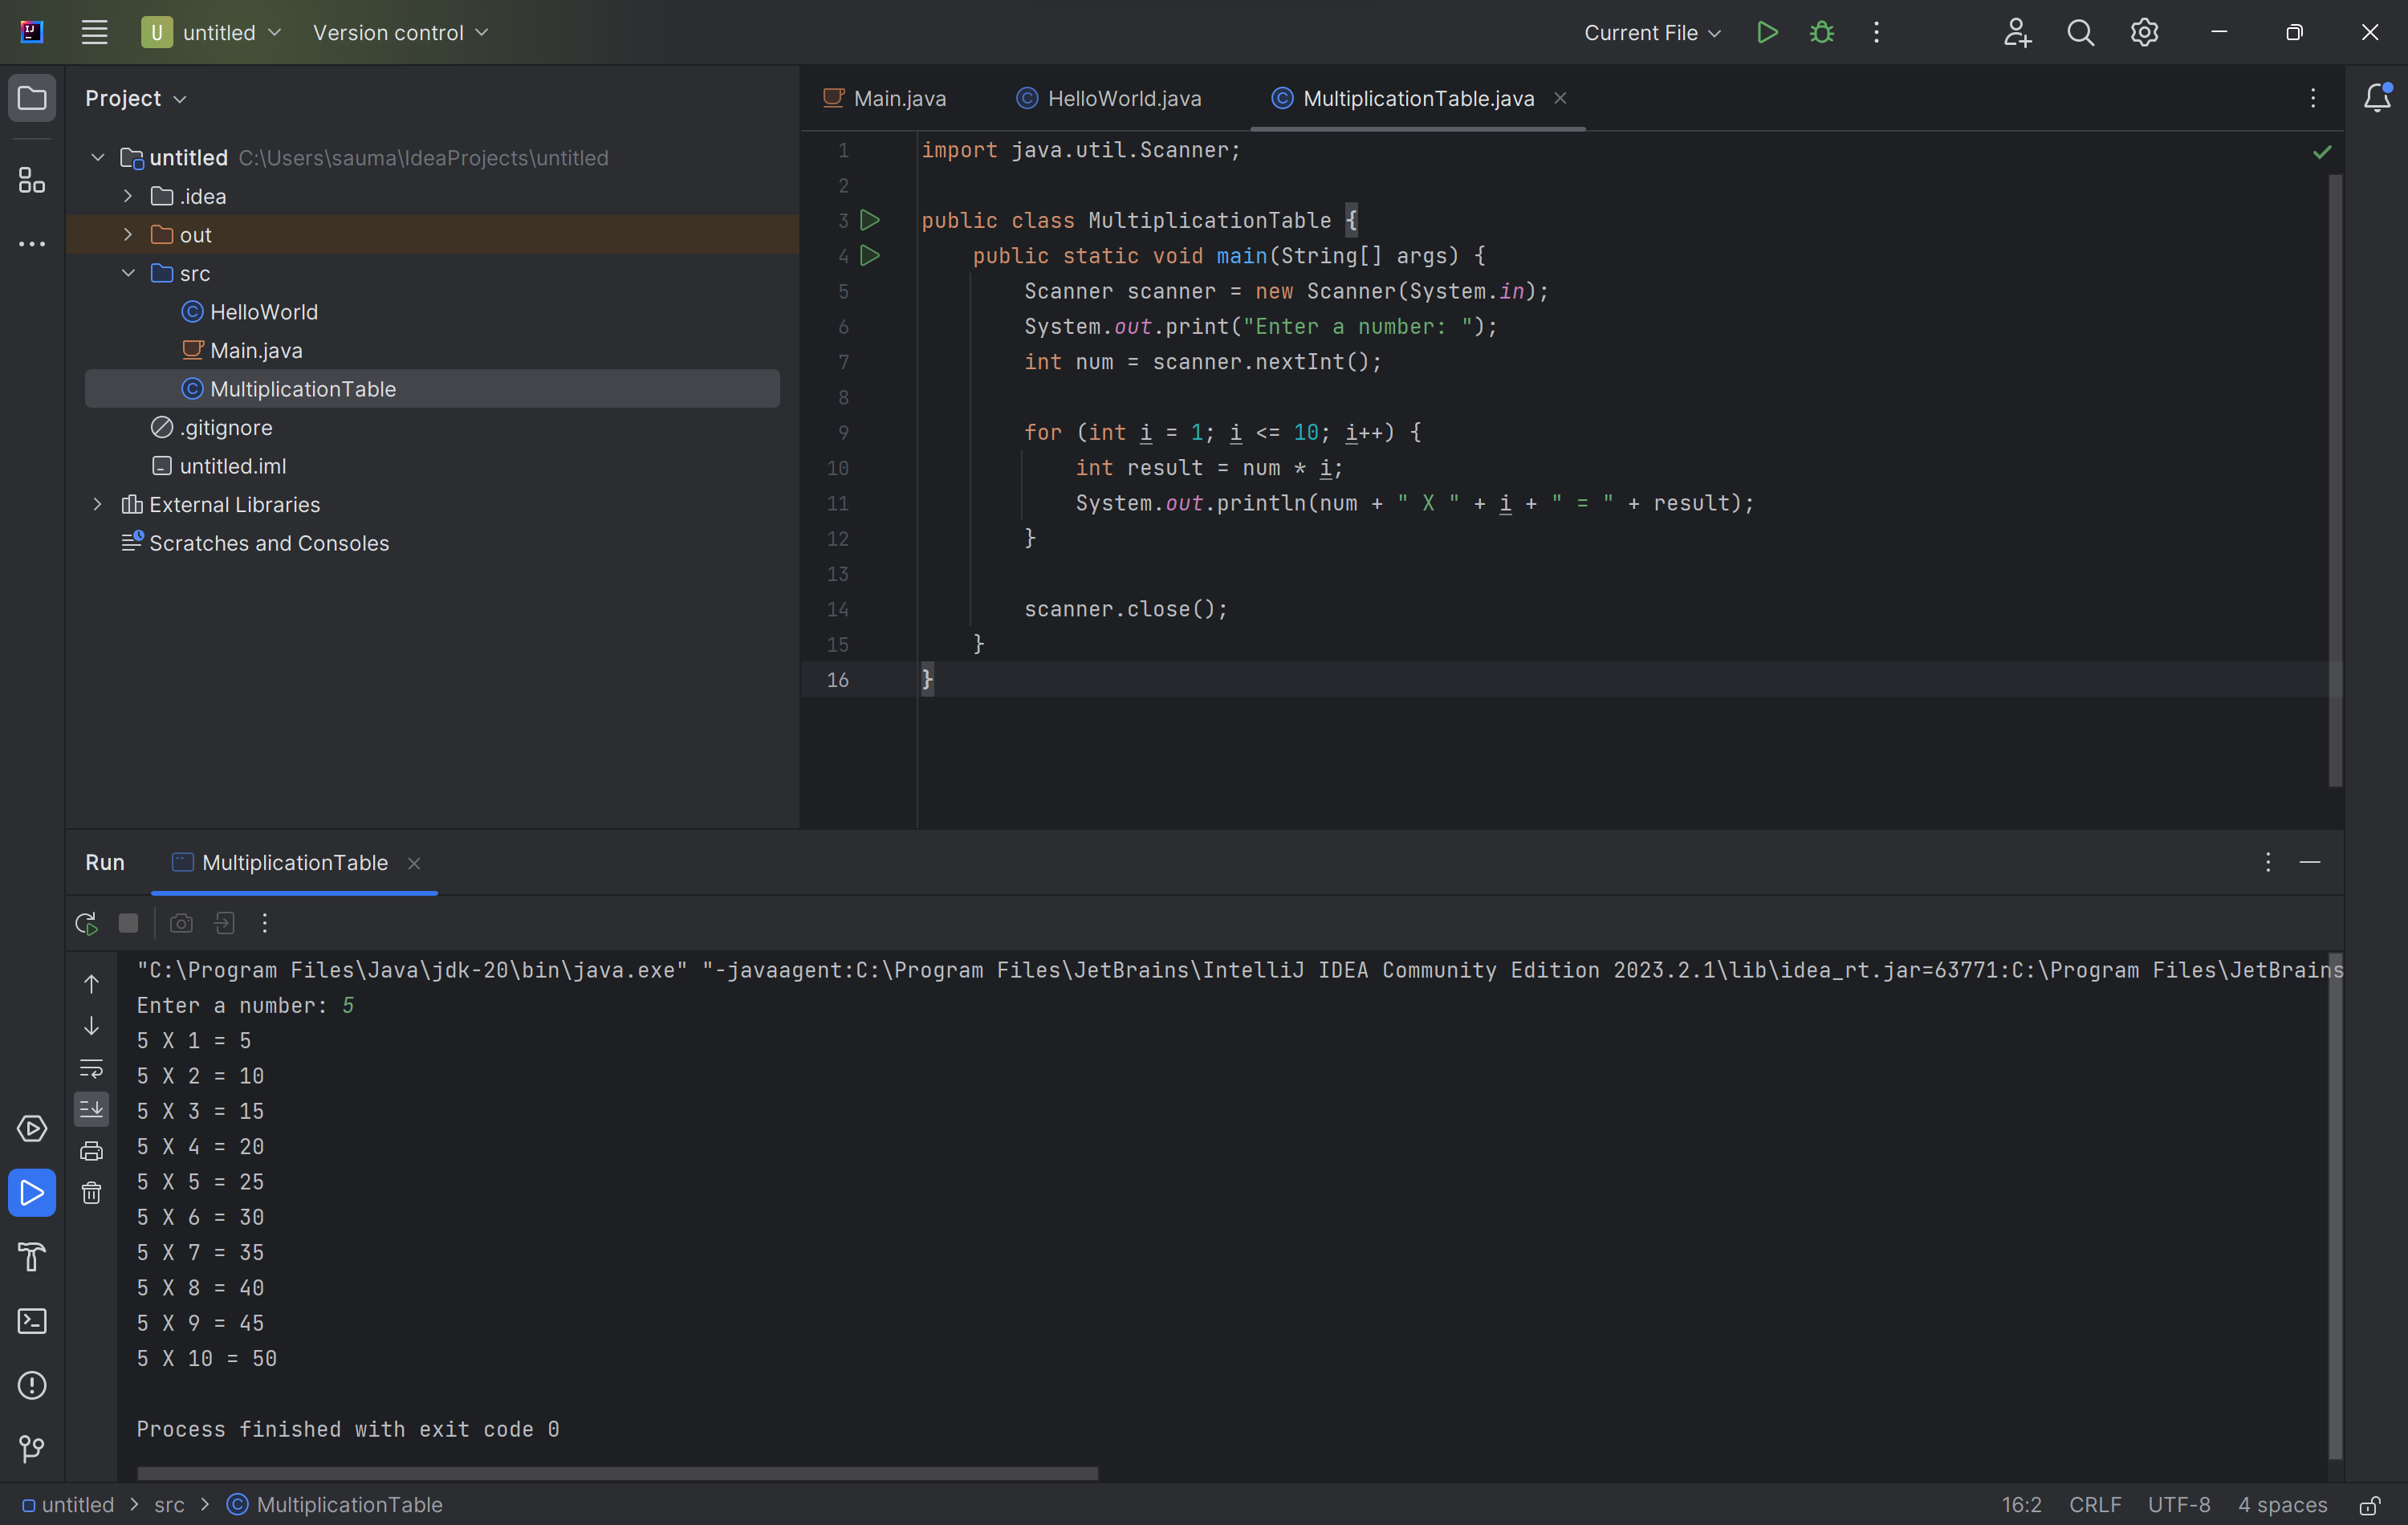 U untitled Version control Current File
Project
untitled C:\Users\sauma\IdeaProjects\untitled
.idea
out
src
HelloWorld
Main.java
MultiplicationTable
.gitignore
untitled.iml
External Libraries
Scratches and Consoles
Main.java HelloWorld.java MultiplicationTable.java
1 import java.util.Scanner;
2
3 public class MultiplicationTable {
4 public static void main(String[] args) {
5 Scanner scanner = new Scanner(System.in);
6 System.out.print("Enter a number: ");
7 int num = scanner.nextInt();
8
9 for (int i = 1; i <= 10; i++) {
10 int result = num * i;
11 System.out.println(num + " X " + i + " = " + result);
12 }
13
14 scanner.close();
15 }
16 }
Run MultiplicationTable
"C:\Program Files\Java\jdk-20\bin\java.exe" "-javaagent:C:\Program Files\JetBrains\IntelliJ IDEA Community Edition 2023.2.1\lib\idea_rt.jar=63771:C:\Program Files\JetBrains
Enter a number: 5
5 X 1 = 5
5 X 2 = 10
5 X 3 = 15
5 X 4 = 20
5 X 5 = 25
5 X 6 = 30
5 X 7 = 35
5 X 8 = 40
5 X 9 = 45
5 X 10 = 50
Process finished with exit code 0
untitled > src > MultiplicationTable 16:2 CRLF UTF-8 4 spaces